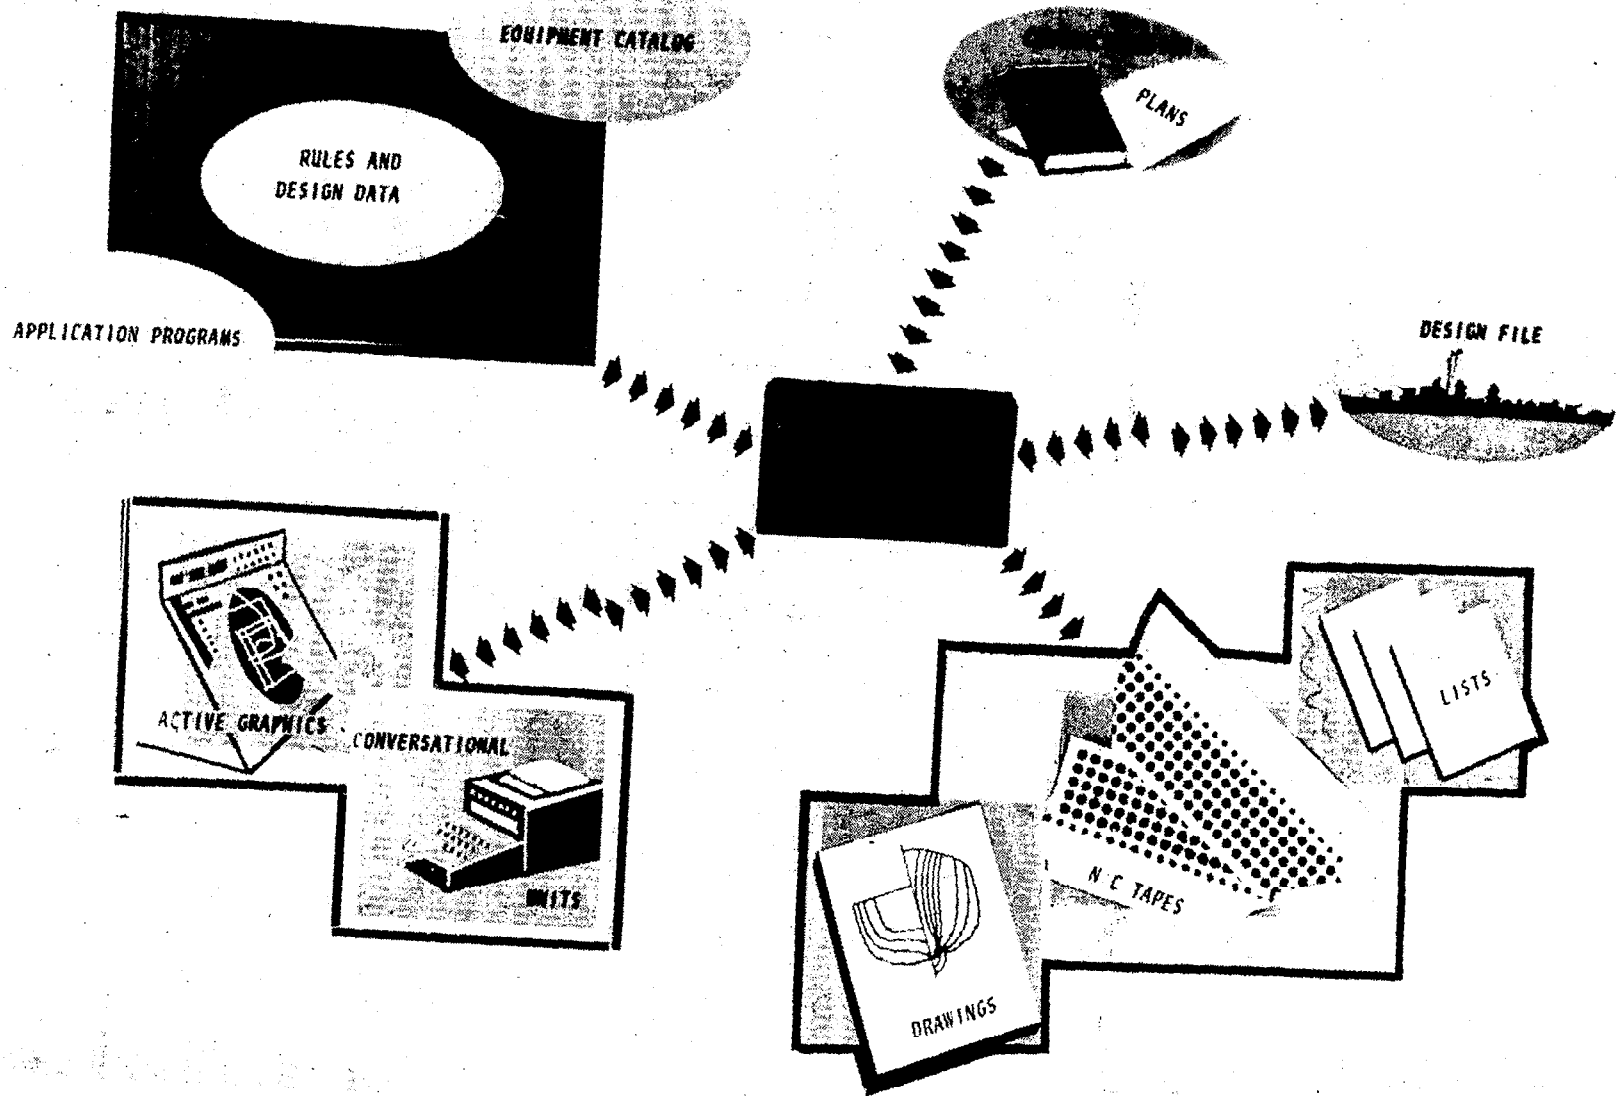 EQUIPMENT CATALOG
RULES AND
DESIGN DATA
APPLICATION PROGRAMS
PLANS
DESIGN FILE
ACTIVE GRAPHICS
CONVERSATIONAL
UNITS
LISTS
N C TAPES
DRAWINGS